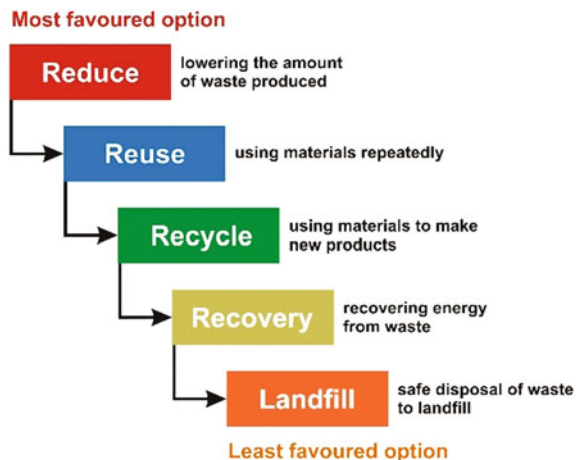 Most favoured option
Reduce
lowering the amount
of waste produced
Reuse
using materials repeatedly
Recycle
using materials to make
new products
Recovery
recovering energy
from waste
Landfill
safe disposal of waste
to landfill
Least favoured option